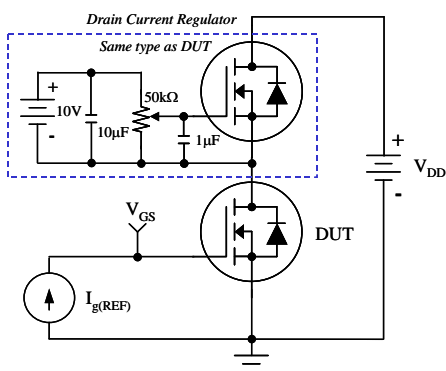 Drain Current Regulator
Same type as DUT
+
10V
-
10μF
50kΩ
1μF
+
V_DD
-
V_GS
DUT
I_g(REF)